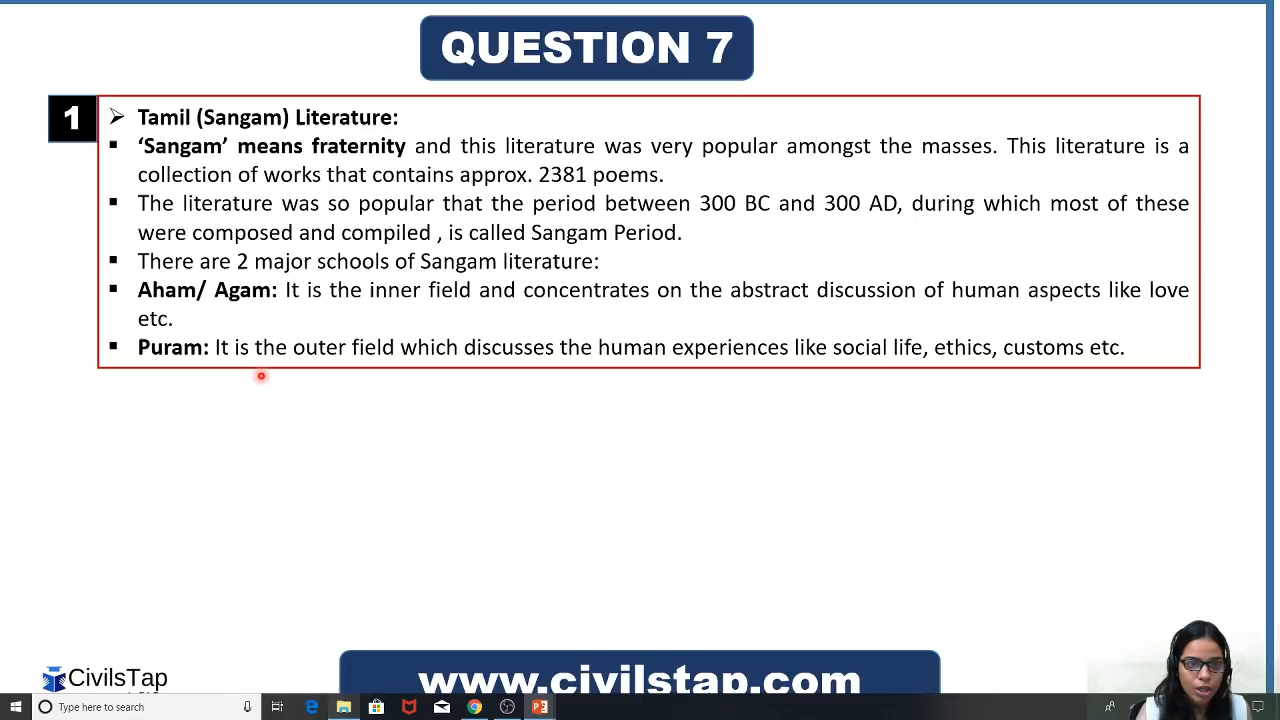 QUESTION 7
1
➢ Tamil (Sangam) Literature:
▪ ‘Sangam’ means fraternity and this literature was very popular amongst the masses. This literature is a
collection of works that contains approx. 2381 poems.
▪ The literature was so popular that the period between 300 BC and 300 AD, during which most of these
were composed and compiled , is called Sangam Period.
▪ There are 2 major schools of Sangam literature:
▪ Aham/ Agam: It is the inner field and concentrates on the abstract discussion of human aspects like love
etc.
▪ Puram: It is the outer field which discusses the human experiences like social life, ethics, customs etc.
CivilsTap
www.civilstap.com
Type here to search